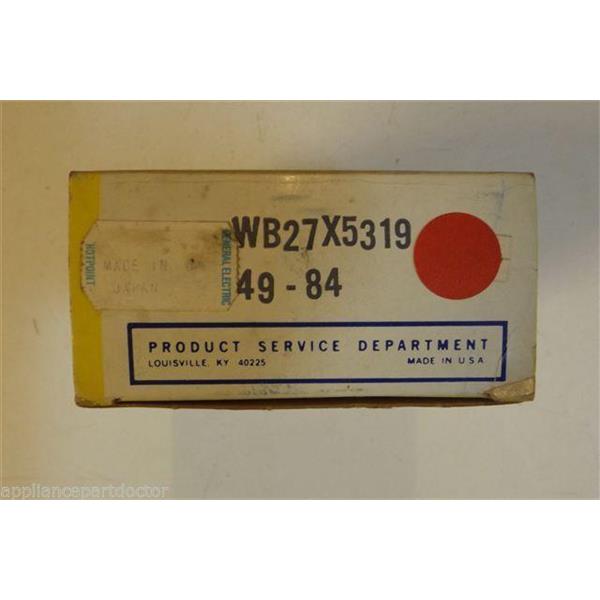 WB27X5319
49-84
HOTPOINT
MADE IN
JAPAN
GENERAL ELECTRIC
PRODUCT SERVICE DEPARTMENT
LOUISVILLE, KY 40225
MADE IN U.S.A.
appliancepartdoctor